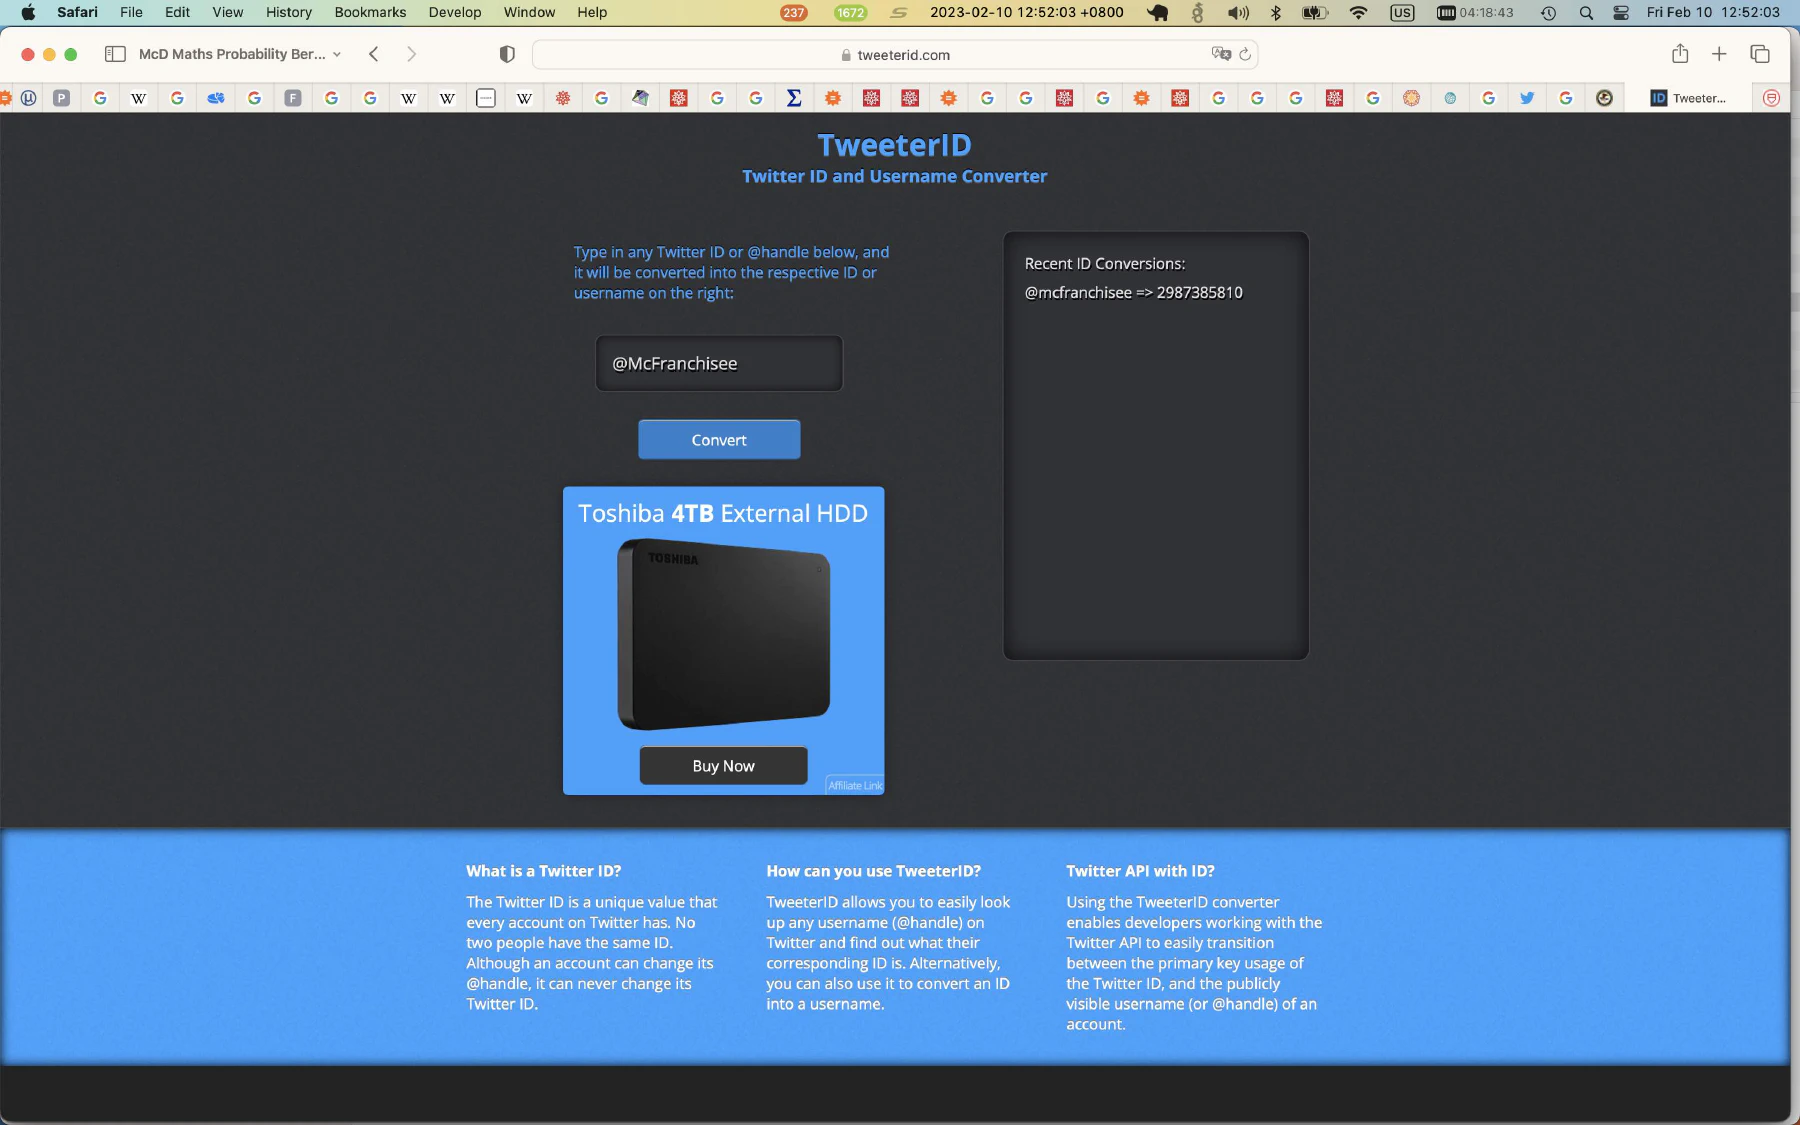 Safari File Edit View History Bookmarks Develop Window Help 237 1672 2023-02-10 12:52:03 +0800 US 04:18:43 Fri Feb 10 12:52:03
McD Maths Probability Ber... tweeterid.com
Tweeter...
TweeterID
Twitter ID and Username Converter
Type in any Twitter ID or @handle below, and
it will be converted into the respective ID or
username on the right:
@McFranchisee
Convert
Recent ID Conversions:
@mcfranchisee => 2987385810
Toshiba 4TB External HDD
TOSHIBA
Buy Now
Affiliate Link
What is a Twitter ID?
The Twitter ID is a unique value that
every account on Twitter has. No
two people have the same ID.
Although an account can change its
@handle, it can never change its
Twitter ID.
How can you use TweeterID?
TweeterID allows you to easily look
up any username (@handle) on
Twitter and find out what their
corresponding ID is. Alternatively,
you can also use it to convert an ID
into a username.
Twitter API with ID?
Using the TweeterID converter
enables developers working with the
Twitter API to easily transition
between the primary key usage of
the Twitter ID, and the publicly
visible username (or @handle) of an
account.